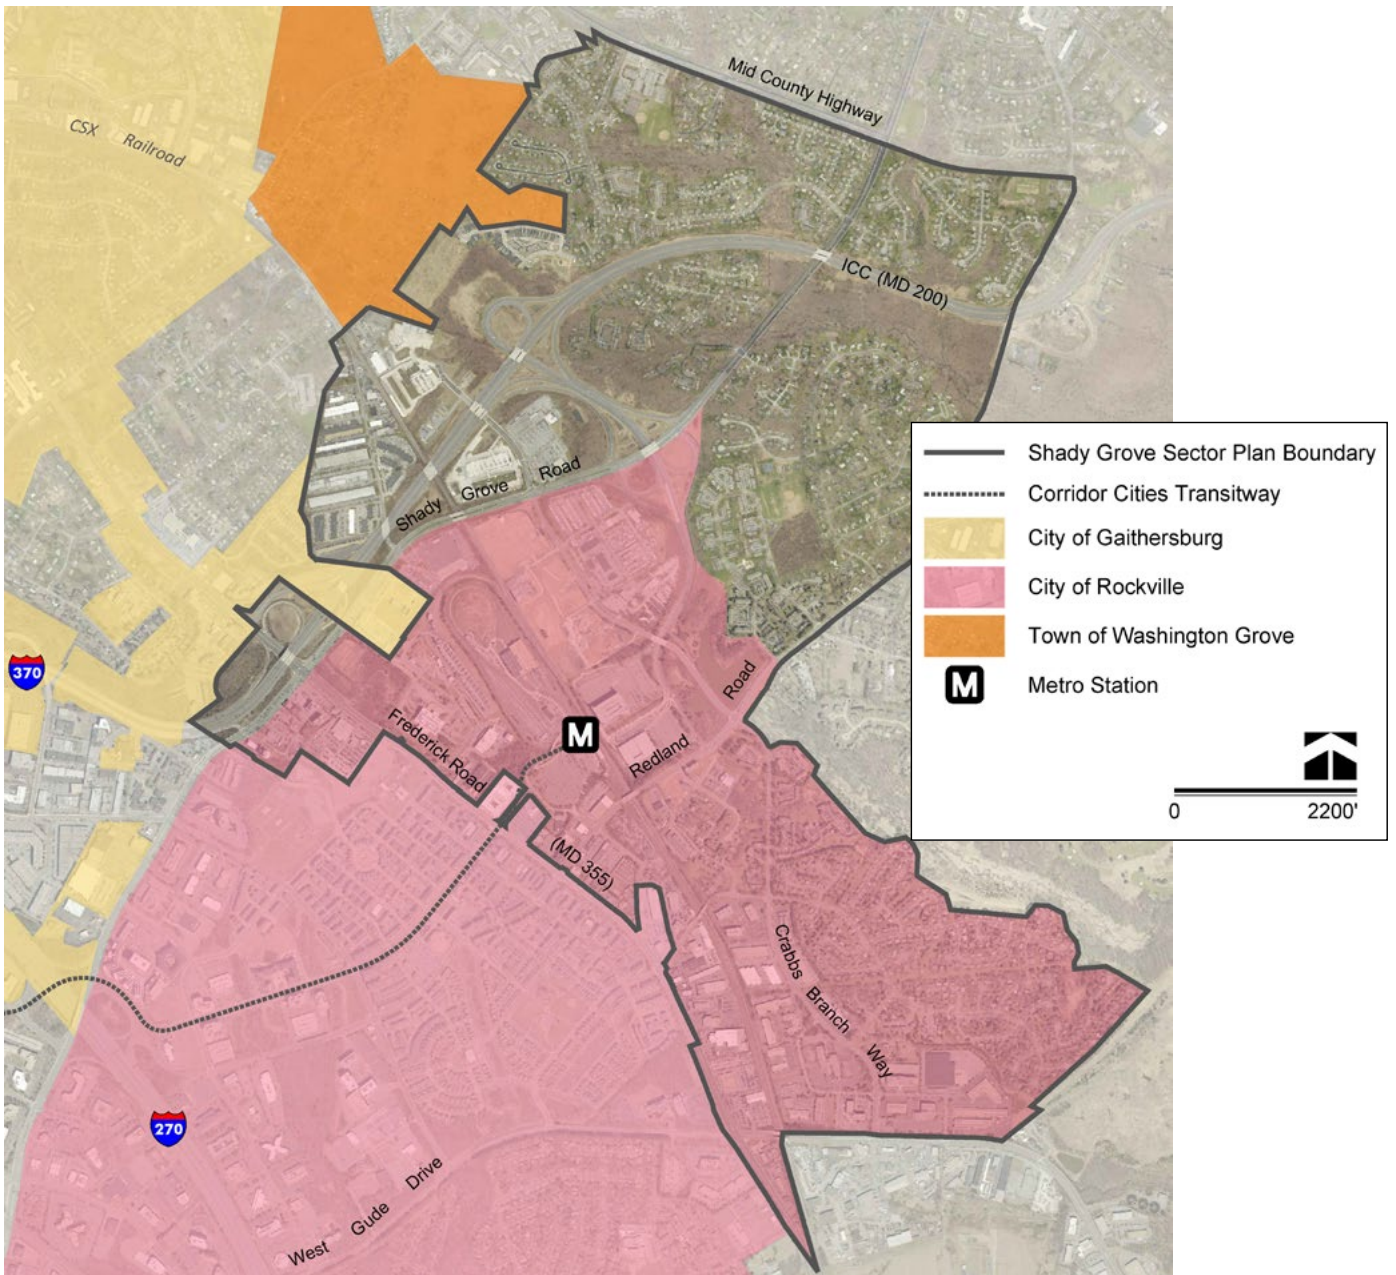 Mid County Highway
CSX Railroad
ICC (MD 200)
Shady Grove Road
370
Frederick Road
M
Redland Road
(MD 355)
Crabbs Branch Way
270
West Gude Drive
Shady Grove Sector Plan Boundary
Corridor Cities Transitway
City of Gaithersburg
City of Rockville
Town of Washington Grove
M Metro Station
0 2200'